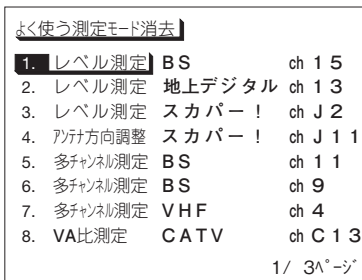 よく使う測定ﾓｰﾄﾞ消去
1. レベル測定 BS ch 15
2. レベル測定 地上デジタル ch 13
3. レベル測定 スカパー! ch J2
4. ｱﾝﾃﾅ方向調整 スカパー! ch J11
5. 多ﾁｬﾝﾈﾙ測定 BS ch 11
6. 多ﾁｬﾝﾈﾙ測定 BS ch 9
7. 多ﾁｬﾝﾈﾙ測定 VHF ch 4
8. VA比測定 CATV ch C13
1/ 3ﾍﾟｰｼﾞ